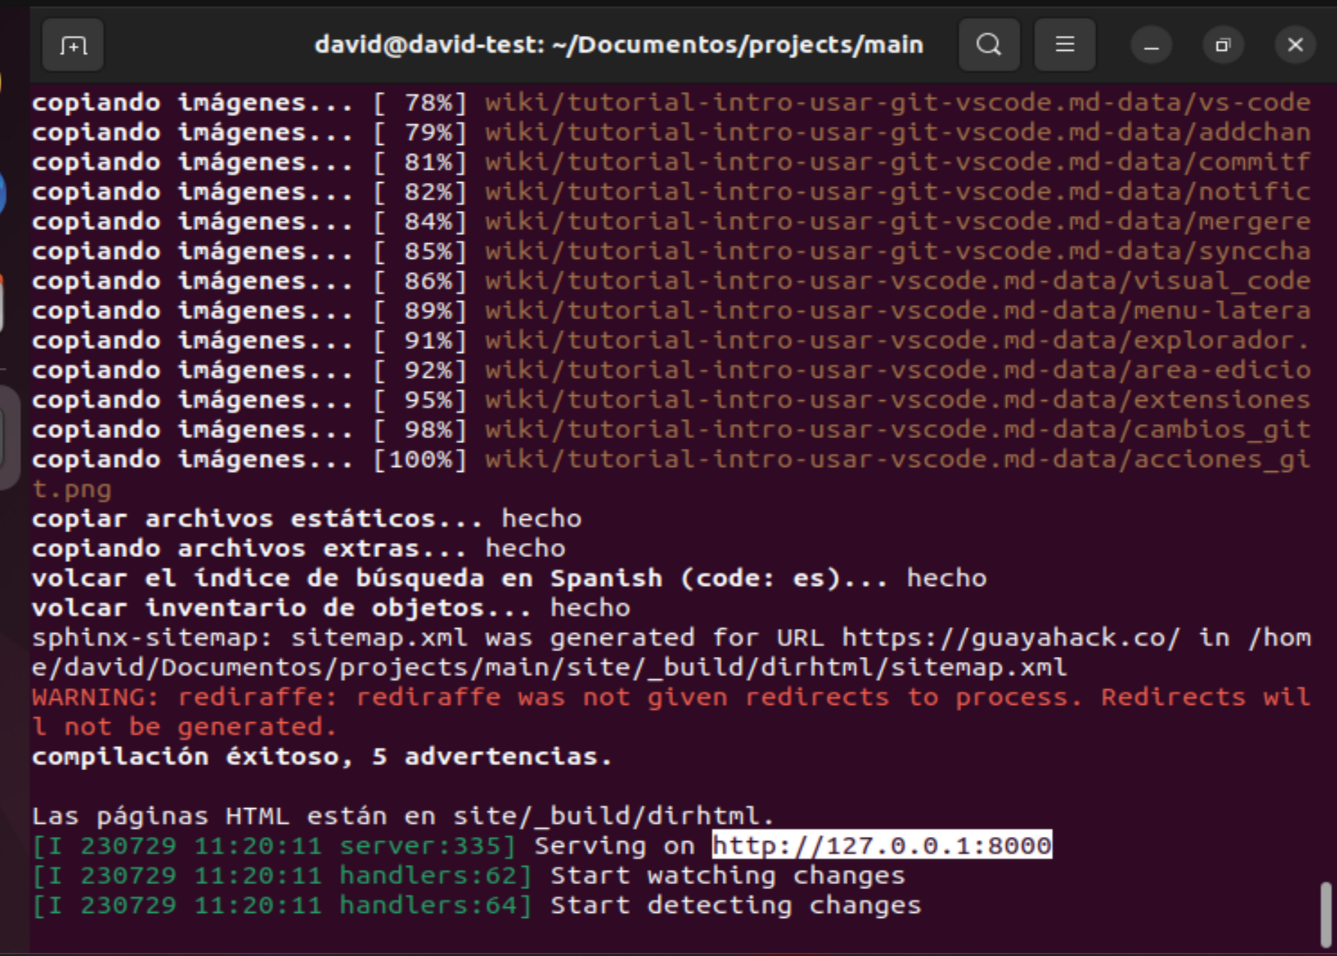 david@david-test: ~/Documentos/projects/main
copiando imágenes... [ 78%] wiki/tutorial-intro-usar-git-vscode.md-data/vs-code
copiando imágenes... [ 79%] wiki/tutorial-intro-usar-git-vscode.md-data/addchan
copiando imágenes... [ 81%] wiki/tutorial-intro-usar-git-vscode.md-data/commitf
copiando imágenes... [ 82%] wiki/tutorial-intro-usar-git-vscode.md-data/notific
copiando imágenes... [ 84%] wiki/tutorial-intro-usar-git-vscode.md-data/mergere
copiando imágenes... [ 85%] wiki/tutorial-intro-usar-git-vscode.md-data/synccha
copiando imágenes... [ 86%] wiki/tutorial-intro-usar-vscode.md-data/visual_code
copiando imágenes... [ 89%] wiki/tutorial-intro-usar-vscode.md-data/menu-latera
copiando imágenes... [ 91%] wiki/tutorial-intro-usar-vscode.md-data/explorador.
copiando imágenes... [ 92%] wiki/tutorial-intro-usar-vscode.md-data/area-edicio
copiando imágenes... [ 95%] wiki/tutorial-intro-usar-vscode.md-data/extensiones
copiando imágenes... [ 98%] wiki/tutorial-intro-usar-vscode.md-data/cambios_git
copiando imágenes... [100%] wiki/tutorial-intro-usar-vscode.md-data/acciones_gi
t.png
copiar archivos estáticos... hecho
copiando archivos extras... hecho
volcar el índice de búsqueda en Spanish (code: es)... hecho
volcar inventario de objetos... hecho
sphinx-sitemap: sitemap.xml was generated for URL https://guayahack.co/ in /hom
e/david/Documentos/projects/main/site/_build/dirhtml/sitemap.xml
WARNING: rediraffe: rediraffe was not given redirects to process. Redirects wil
l not be generated.
compilación éxitoso, 5 advertencias.
Las páginas HTML están en site/_build/dirhtml.
[I 230729 11:20:11 server:335] Serving on http://127.0.0.1:8000
[I 230729 11:20:11 handlers:62] Start watching changes
[I 230729 11:20:11 handlers:64] Start detecting changes